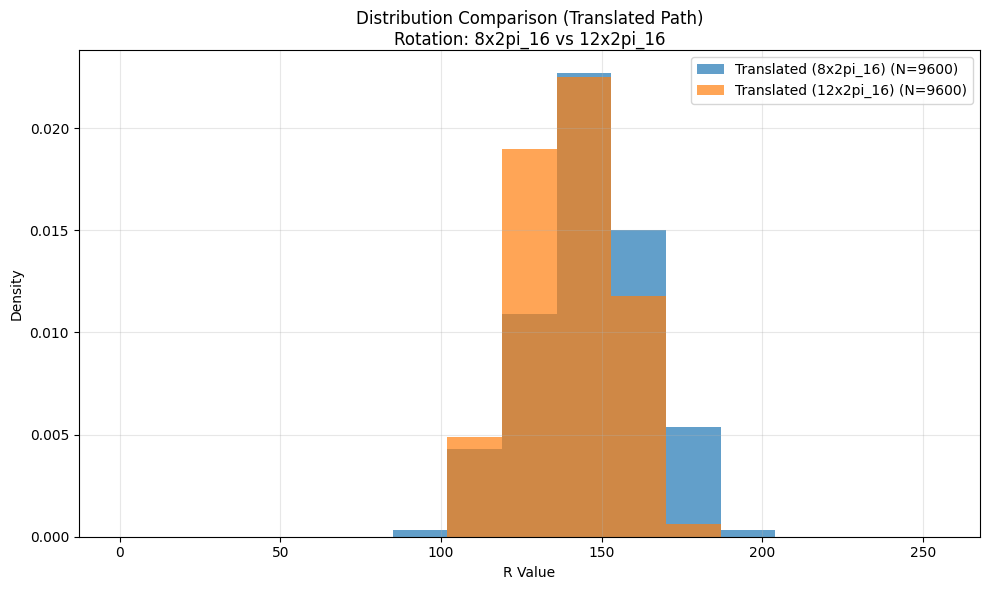 Distribution Comparison (Translated Path)
Rotation: 8x2pi_16 vs 12x2pi_16
Translated (8x2pi_16) (N=9600)
Translated (12x2pi_16) (N=9600)
Density
0.020
0.015
0.010
0.005
0.000
0 50 100 150 200 250
R Value